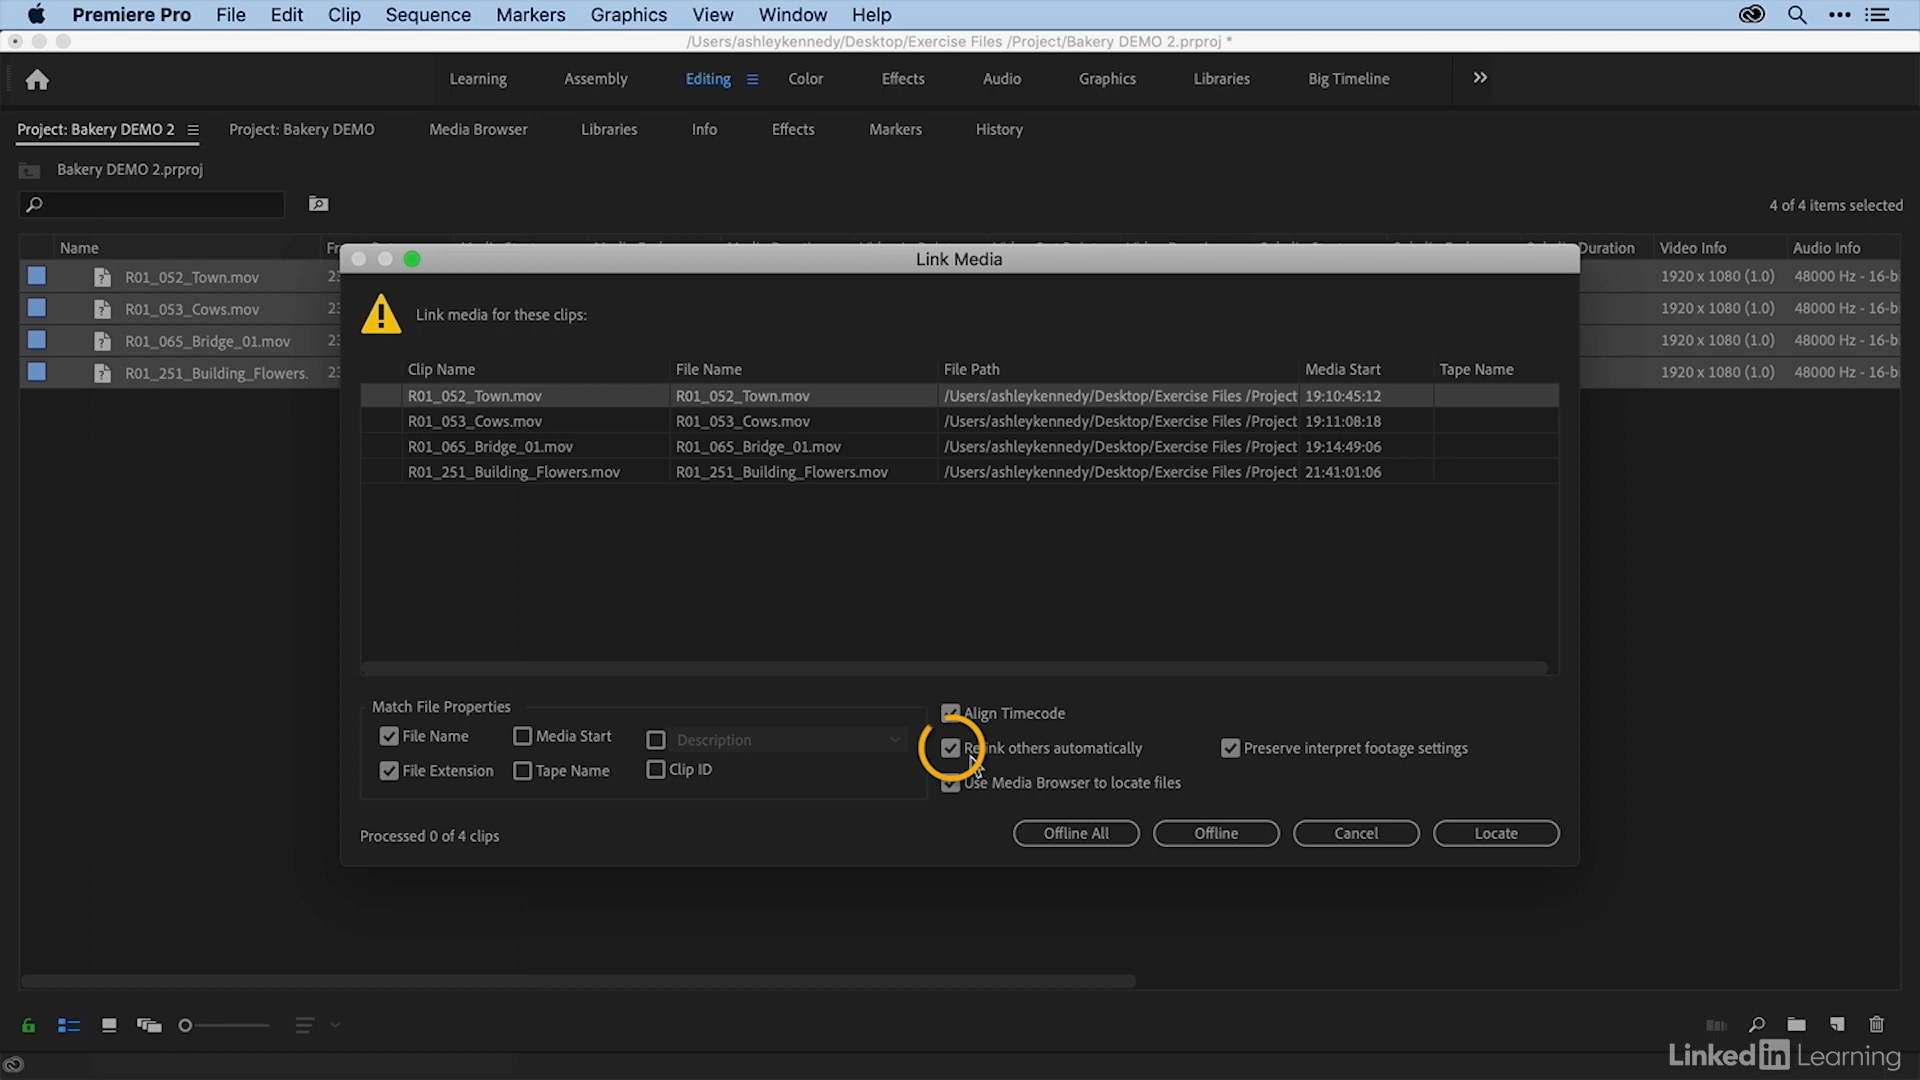 Premiere Pro File Edit Clip Sequence Markers Graphics View Window Help
/Users/ashleykennedy/Desktop/Exercise Files /Project/Bakery DEMO 2.prproj *
Learning Assembly Editing Color Effects Audio Graphics Libraries Big Timeline
Project: Bakery DEMO 2 Project: Bakery DEMO Media Browser Libraries Info Effects Markers History
Bakery DEMO 2.prproj
4 of 4 items selected
Name Duration Video Info Audio Info
R01_052_Town.mov 1920 x 1080 (1.0) 48000 Hz - 16-b
R01_053_Cows.mov 1920 x 1080 (1.0) 48000 Hz - 16-b
R01_065_Bridge_01.mov 1920 x 1080 (1.0) 48000 Hz - 16-b
R01_251_Building_Flowers. 1920 x 1080 (1.0) 48000 Hz - 16-b
Link Media
Link media for these clips:
Clip Name File Name File Path Media Start Tape Name
R01_052_Town.mov R01_052_Town.mov /Users/ashleykennedy/Desktop/Exercise Files /Project 19:10:45:12
R01_053_Cows.mov R01_053_Cows.mov /Users/ashleykennedy/Desktop/Exercise Files /Project 19:11:08:18
R01_065_Bridge_01.mov R01_065_Bridge_01.mov /Users/ashleykennedy/Desktop/Exercise Files /Project 19:14:49:06
R01_251_Building_Flowers.mov R01_251_Building_Flowers.mov /Users/ashleykennedy/Desktop/Exercise Files /Project 21:41:01:06
Match File Properties
File Name Media Start Description
File Extension Tape Name Clip ID
Align Timecode
Relink others automatically Preserve interpret footage settings
Use Media Browser to locate files
Processed 0 of 4 clips
Offline All Offline Cancel Locate
LinkedIn Learning